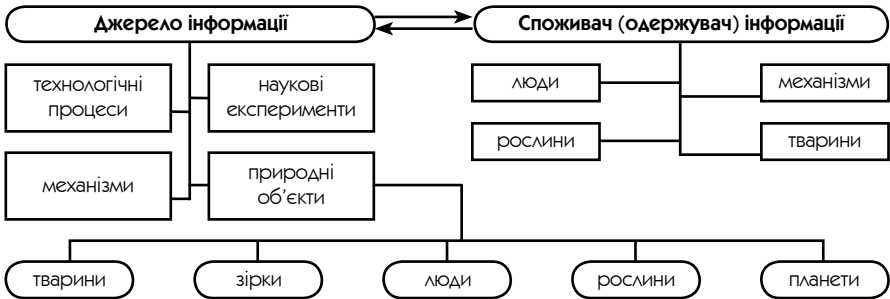 Джерело інформації
Споживач (одержувач) інформації
технологічні
процеси
наукові
експерименти
люди
механізми
рослини
тварини
механізми
природні
об’єкти
тварини
зірки
люди
рослини
планети